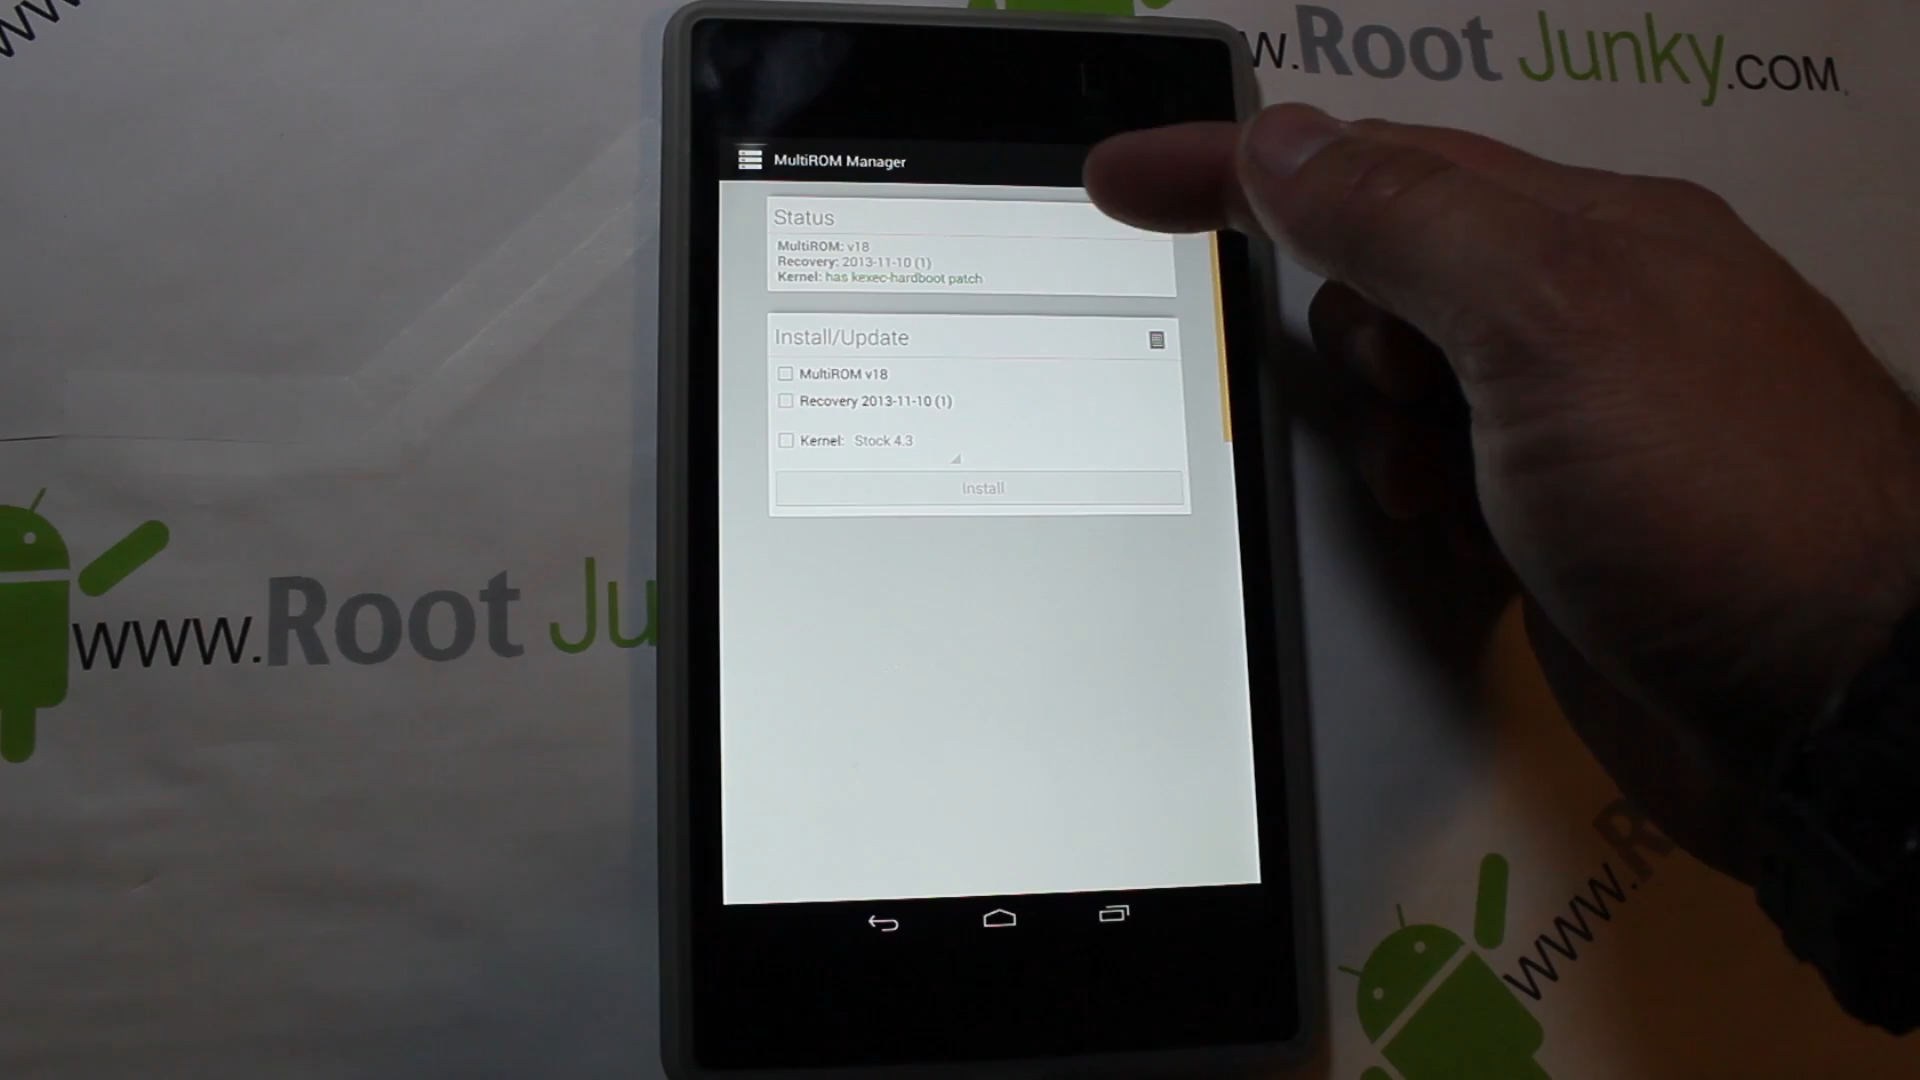 www
w.Root Junky.COM
MultiROM Manager
Status
MultiROM: v18
Recovery: 2013-11-10 (1)
Kernel: has kexec-hardboot patch
Install/Update
MultiROM v18
Recovery 2013-11-10 (1)
Kernel: Stock 4.3
Install
www.Root Ju
www.R